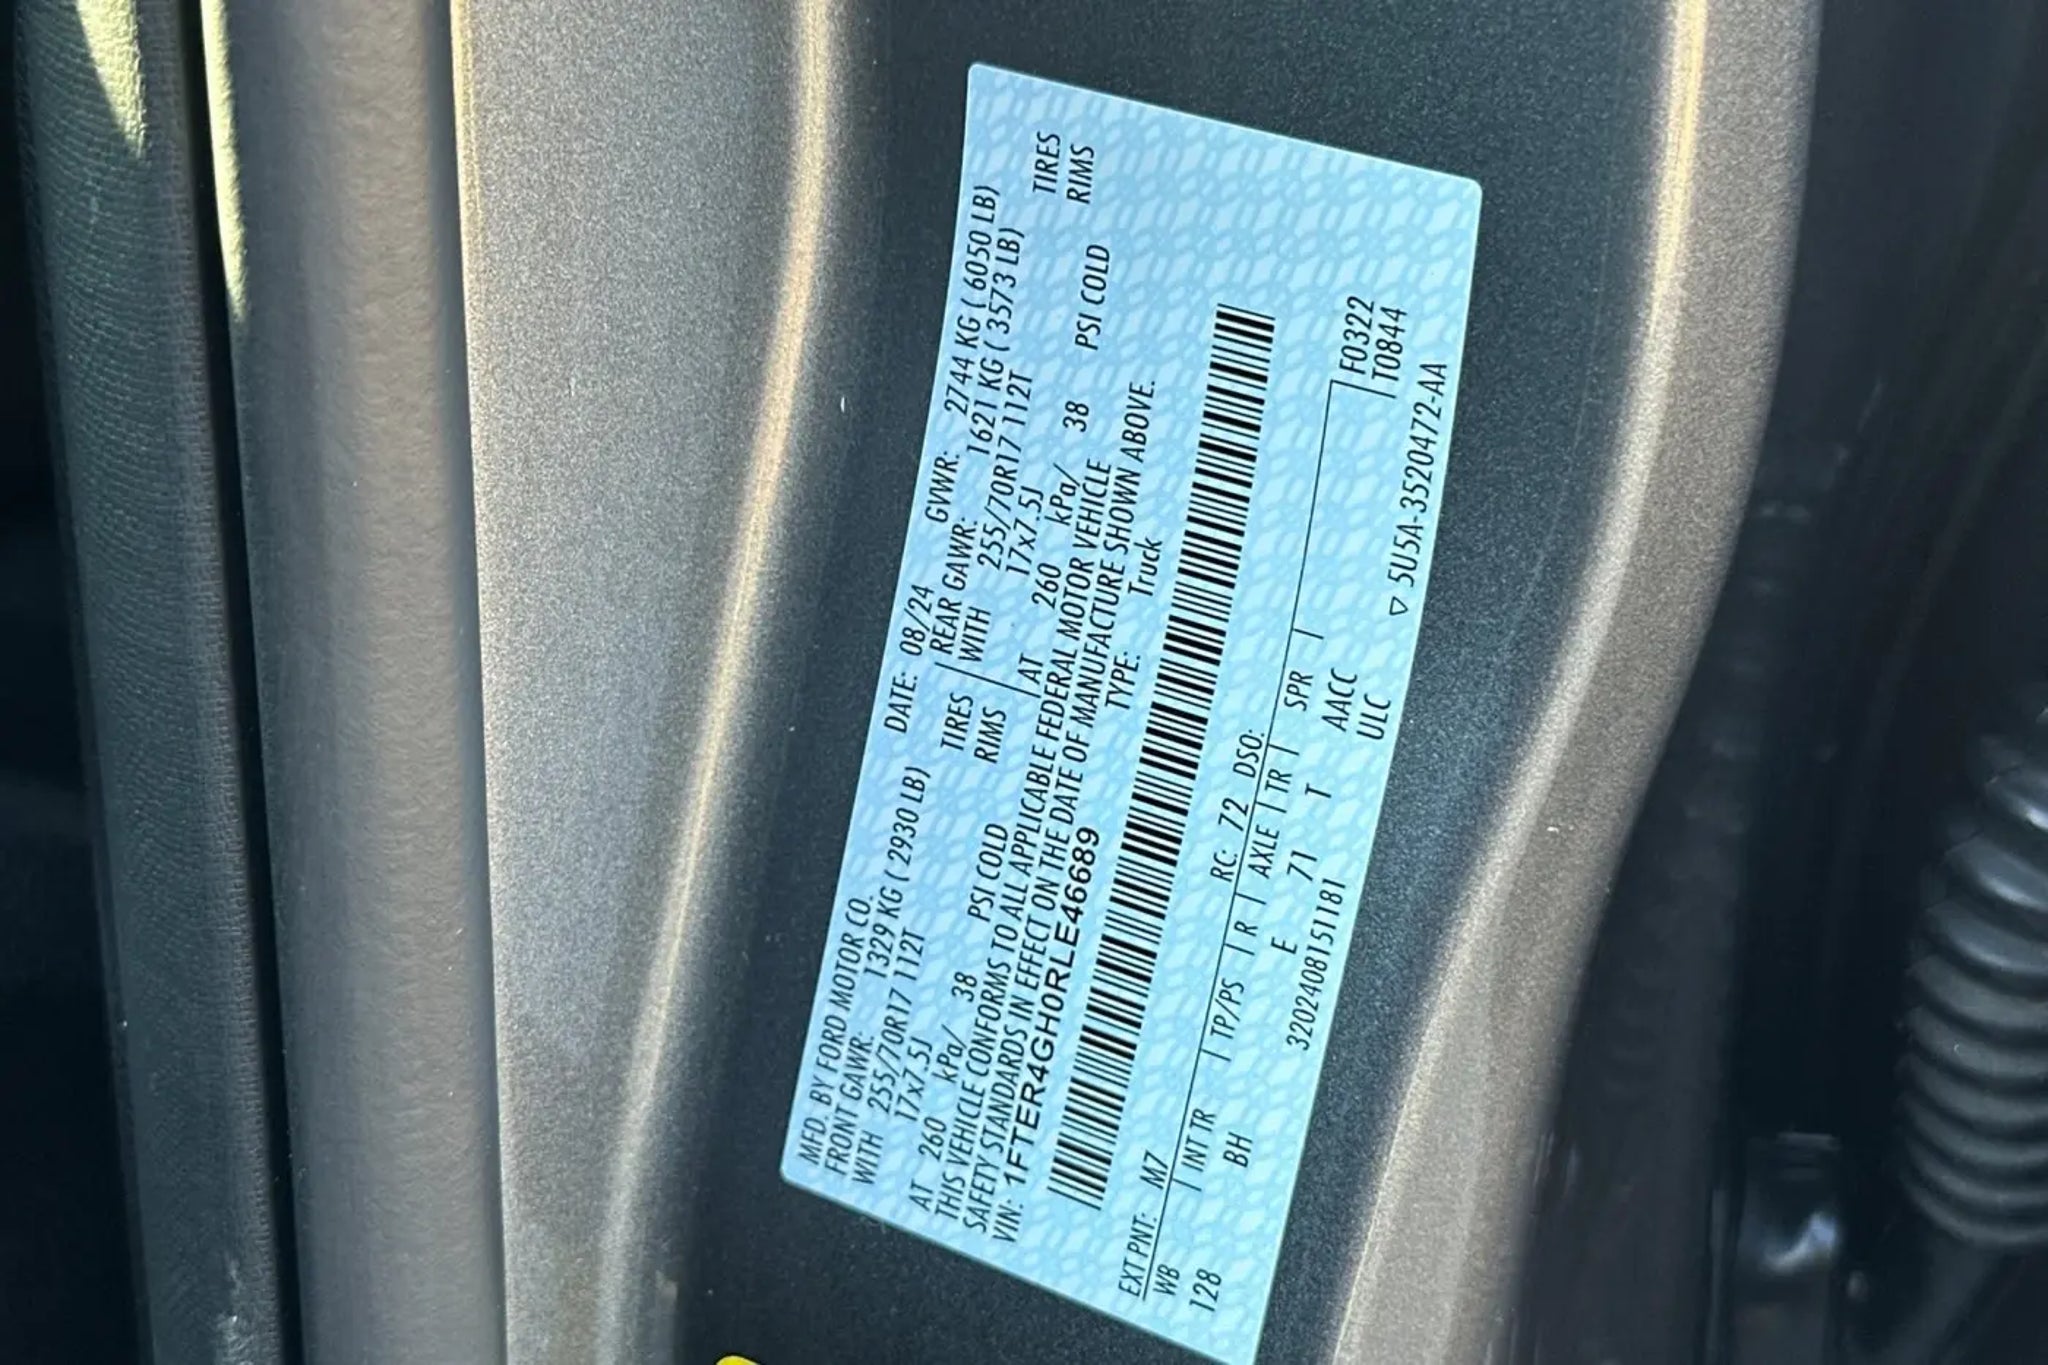 MFD. BY FORD MOTOR CO. DATE: 08/24 GVWR: 2744 KG ( 6050 LB)
FRONT GAWR: 1329 KG ( 2930 LB) REAR GAWR: 1621 KG ( 3573 LB)
WITH 255/70R17 112T TIRES WITH 255/70R17 112T TIRES
17x7.5J RIMS 17x7.5J RIMS
AT 260 kPa/ 38 PSI COLD AT 260 kPa/ 38 PSI COLD
THIS VEHICLE CONFORMS TO ALL APPLICABLE FEDERAL MOTOR VEHICLE
SAFETY STANDARDS IN EFFECT ON THE DATE OF MANUFACTURE SHOWN ABOVE.
VIN: 1FTER4GH0RLE46689 TYPE: Truck
EXT PNT: M7 RC: 72 DSO:
WB INT TR TP/PS R AXLE TR SPR F0322
128 BH E 71 T AACC T0844
3202408151181 ULC
▽ 5U5A-3520472-AA